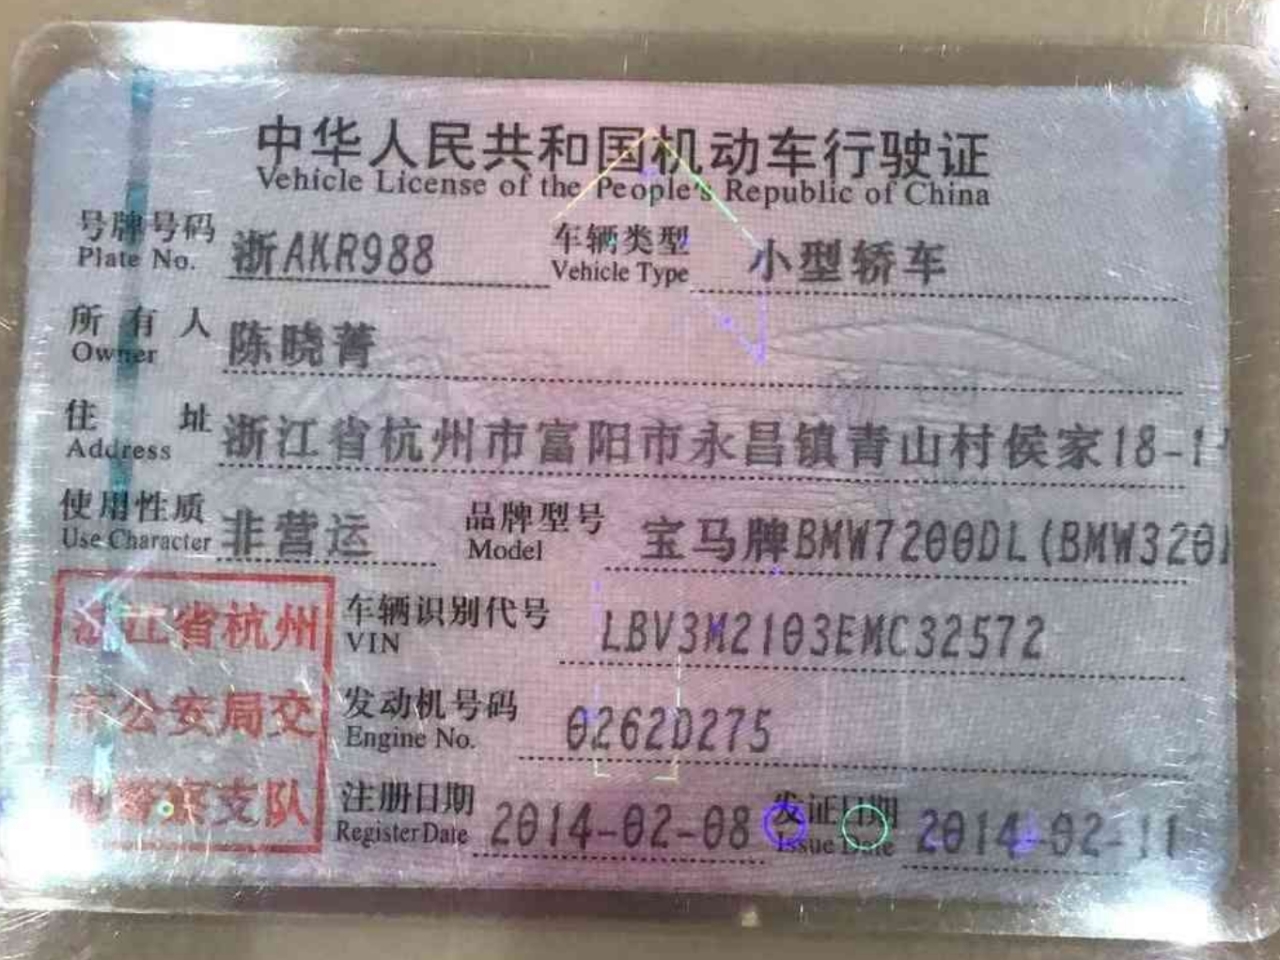 中华人民共和国机动车行驶证
Vehicle License of the People's Republic of China
号牌号码 浙AKR988 车辆类型 小型轿车
Plate No. Vehicle Type
所有人 陈晓菁
Owner
住址 浙江省杭州市富阳市永昌镇青山村侯家18-1
Address
使用性质 非营运 品牌型号 宝马牌BMW7200DL(BMW320
Use Character Model
浙江省杭州
市公安局交
通警察支队
车辆识别代号 LBV3M2103EMC32572
VIN
发动机号码 0262D275
Engine No.
注册日期 2014-02-08 发证日期 2014-02-11
Register Date Issue Date